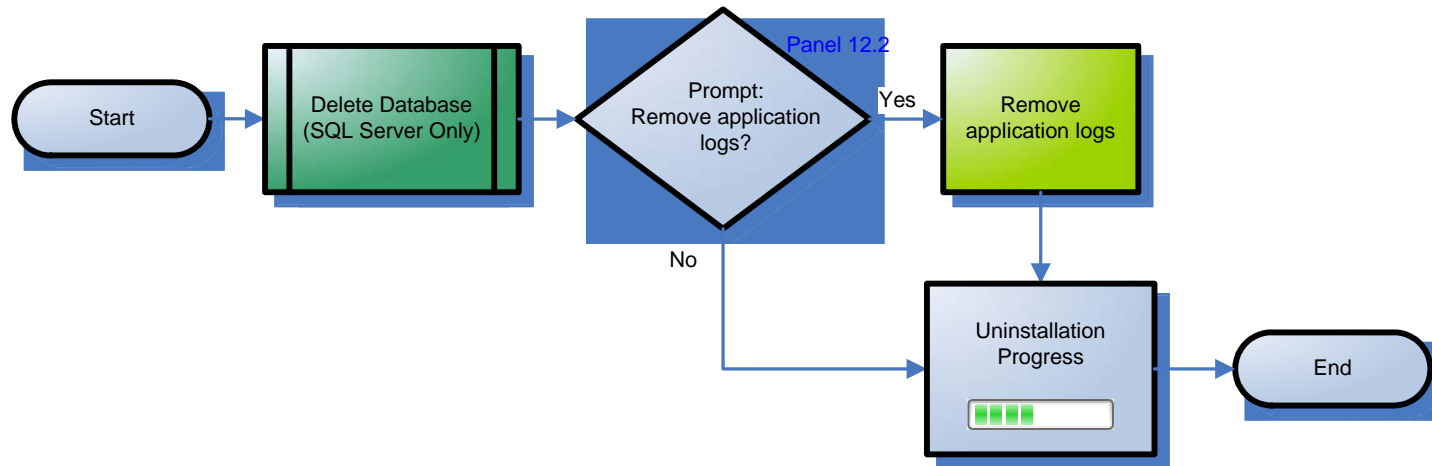 Start
Delete Database
(SQL Server Only)
Panel 12.2
Prompt:
Remove application
logs?
Yes
Remove
application logs
No
Uninstallation
Progress
End